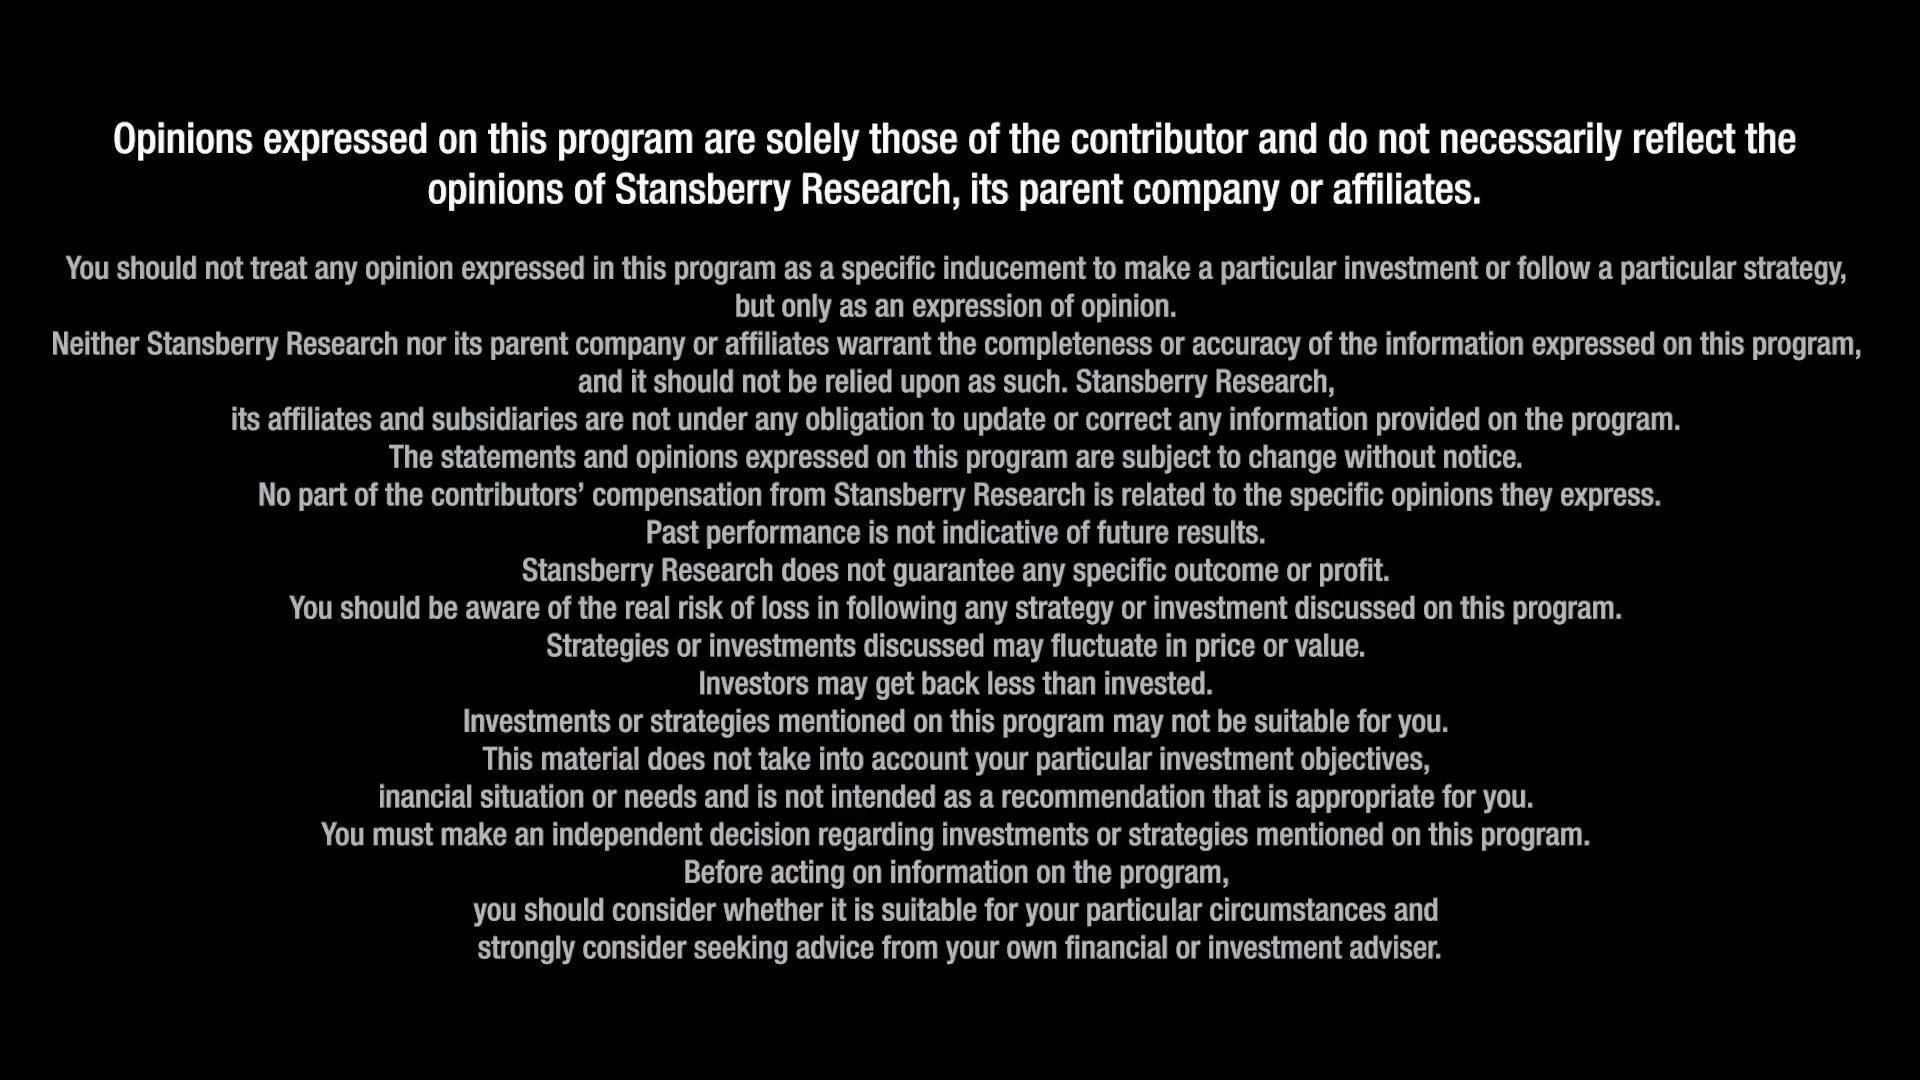 Opinions expressed on this program are solely those of the contributor and do not necessarily reflect the
opinions of Stansberry Research, its parent company or affiliates.
You should not treat any opinion expressed in this program as a specific inducement to make a particular investment or follow a particular strategy,
but only as an expression of opinion.
Neither Stansberry Research nor its parent company or affiliates warrant the completeness or accuracy of the information expressed on this program,
and it should not be relied upon as such. Stansberry Research,
its affiliates and subsidiaries are not under any obligation to update or correct any information provided on the program.
The statements and opinions expressed on this program are subject to change without notice.
No part of the contributors’ compensation from Stansberry Research is related to the specific opinions they express.
Past performance is not indicative of future results.
Stansberry Research does not guarantee any specific outcome or profit.
You should be aware of the real risk of loss in following any strategy or investment discussed on this program.
Strategies or investments discussed may fluctuate in price or value.
Investors may get back less than invested.
Investments or strategies mentioned on this program may not be suitable for you.
This material does not take into account your particular investment objectives,
inancial situation or needs and is not intended as a recommendation that is appropriate for you.
You must make an independent decision regarding investments or strategies mentioned on this program.
Before acting on information on the program,
you should consider whether it is suitable for your particular circumstances and
strongly consider seeking advice from your own financial or investment adviser.